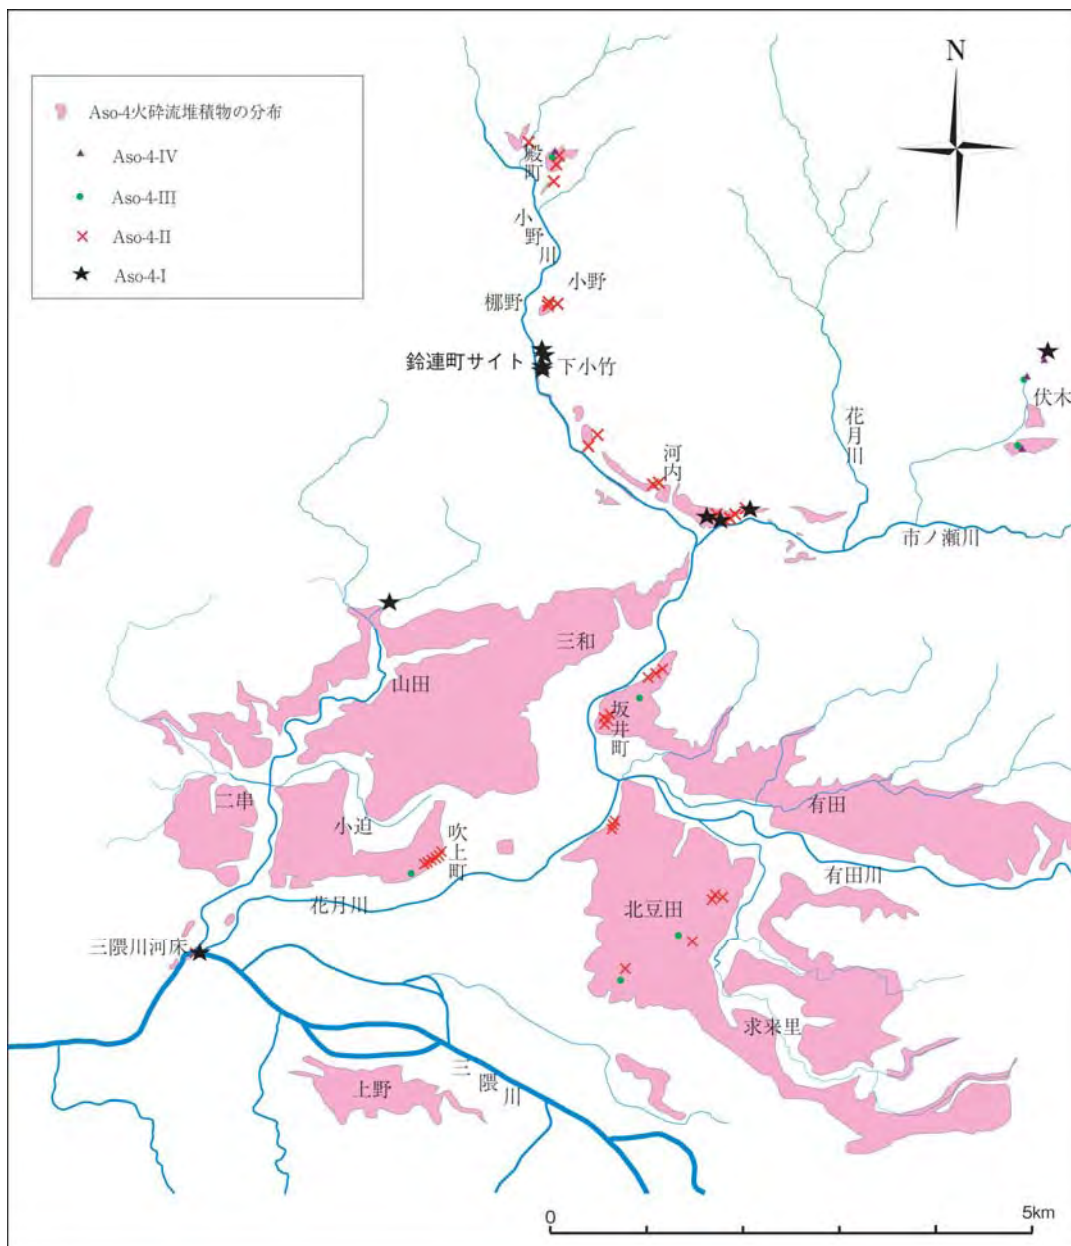 N
Aso-4火砕流堆積物の分布
Aso-4-IV
Aso-4-III
Aso-4-II
Aso-4-I
殿町
小野川
梛野
小野
鈴連町サイト
下小竹
伏木
花月川
河内
市ノ瀬川
三和
山田
坂井町
二串
小迫
吹上町
有田
有田川
花月川
北豆田
三隈川河床
求来里
三隈川
上野
0
5km